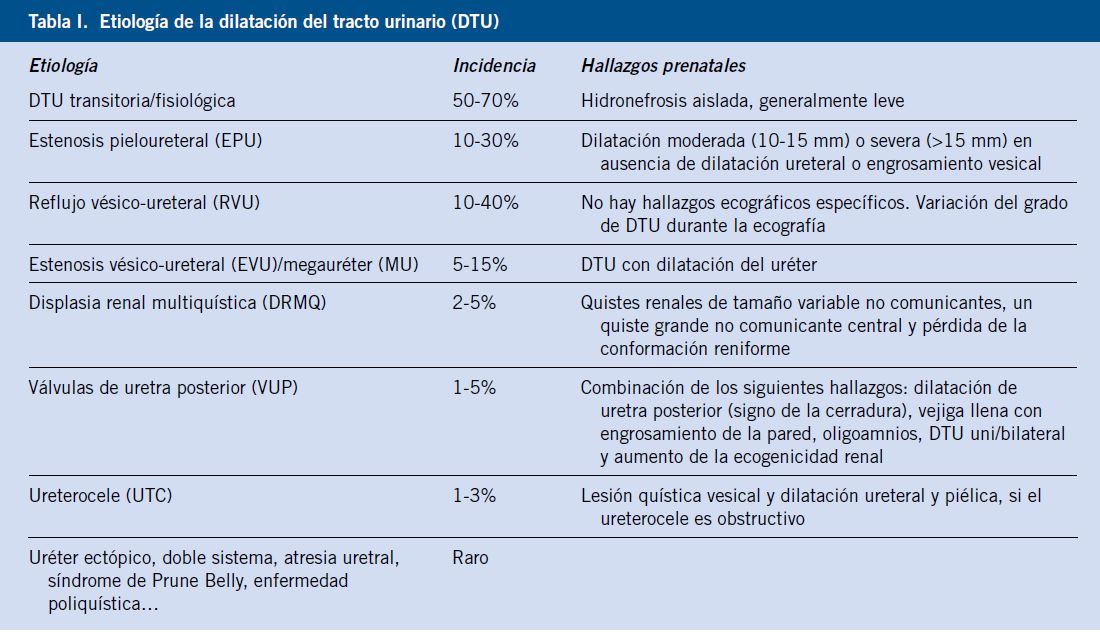 Tabla I. Etiología de la dilatación del tracto urinario (DTU)
Etiología Incidencia Hallazgos prenatales
DTU transitoria/fisiológica 50-70% Hidronefrosis aislada, generalmente leve
Estenosis pieloureteral (EPU) 10-30% Dilatación moderada (10-15 mm) o severa (>15 mm) en
ausencia de dilatación ureteral o engrosamiento vesical
Reflujo vésico-ureteral (RVU) 10-40% No hay hallazgos ecográficos específicos. Variación del grado
de DTU durante la ecografía
Estenosis vésico-ureteral (EVU)/megauréter (MU) 5-15% DTU con dilatación del uréter
Displasia renal multiquística (DRMQ) 2-5% Quistes renales de tamaño variable no comunicantes, un
quiste grande no comunicante central y pérdida de la
conformación reniforme
Válvulas de uretra posterior (VUP) 1-5% Combinación de los siguientes hallazgos: dilatación de
uretra posterior (signo de la cerradura), vejiga llena con
engrosamiento de la pared, oligoamnios, DTU uni/bilateral
y aumento de la ecogenicidad renal
Ureterocele (UTC) 1-3% Lesión quística vesical y dilatación ureteral y piélica, si el
ureterocele es obstructivo
Uréter ectópico, doble sistema, atresia uretral, Raro
síndrome de Prune Belly, enfermedad
poliquística…